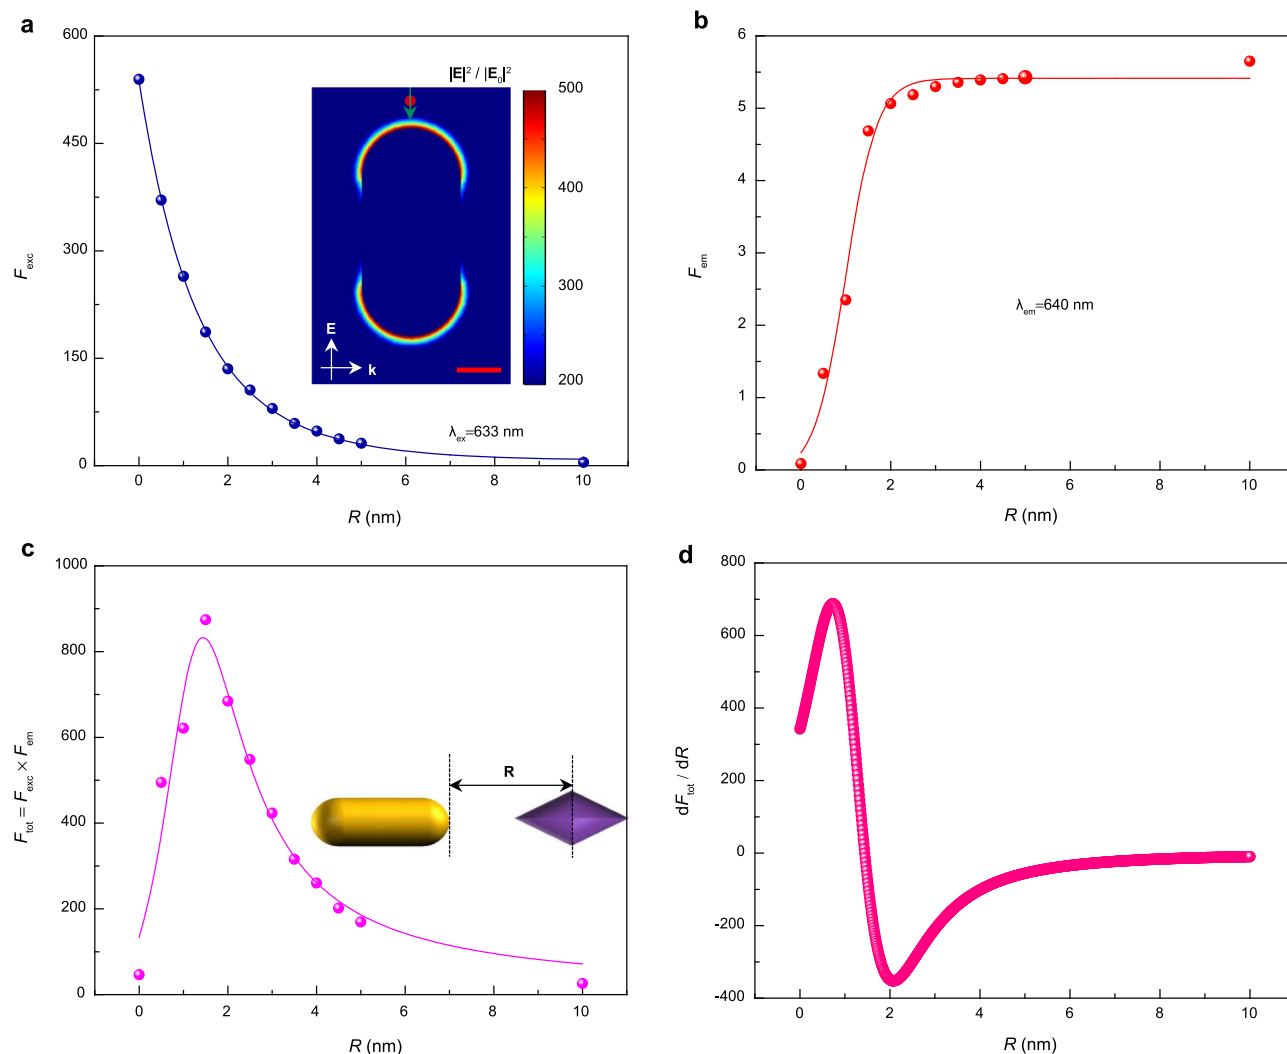 a
600
450
300
150
0
F_exc
|E|² / |E₀|²
500
400
300
200
E
k
λ_ex=633 nm
0 2 4 6 8 10
R (nm)
b
6
5
4
3
2
1
0
F_em
λ_em=640 nm
0 2 4 6 8 10
R (nm)
c
1000
800
600
400
200
0
F_tot = F_exc × F_em
R
0 2 4 6 8 10
R (nm)
d
800
600
400
200
0
-200
-400
dF_tot / dR
0 2 4 6 8 10
R (nm)